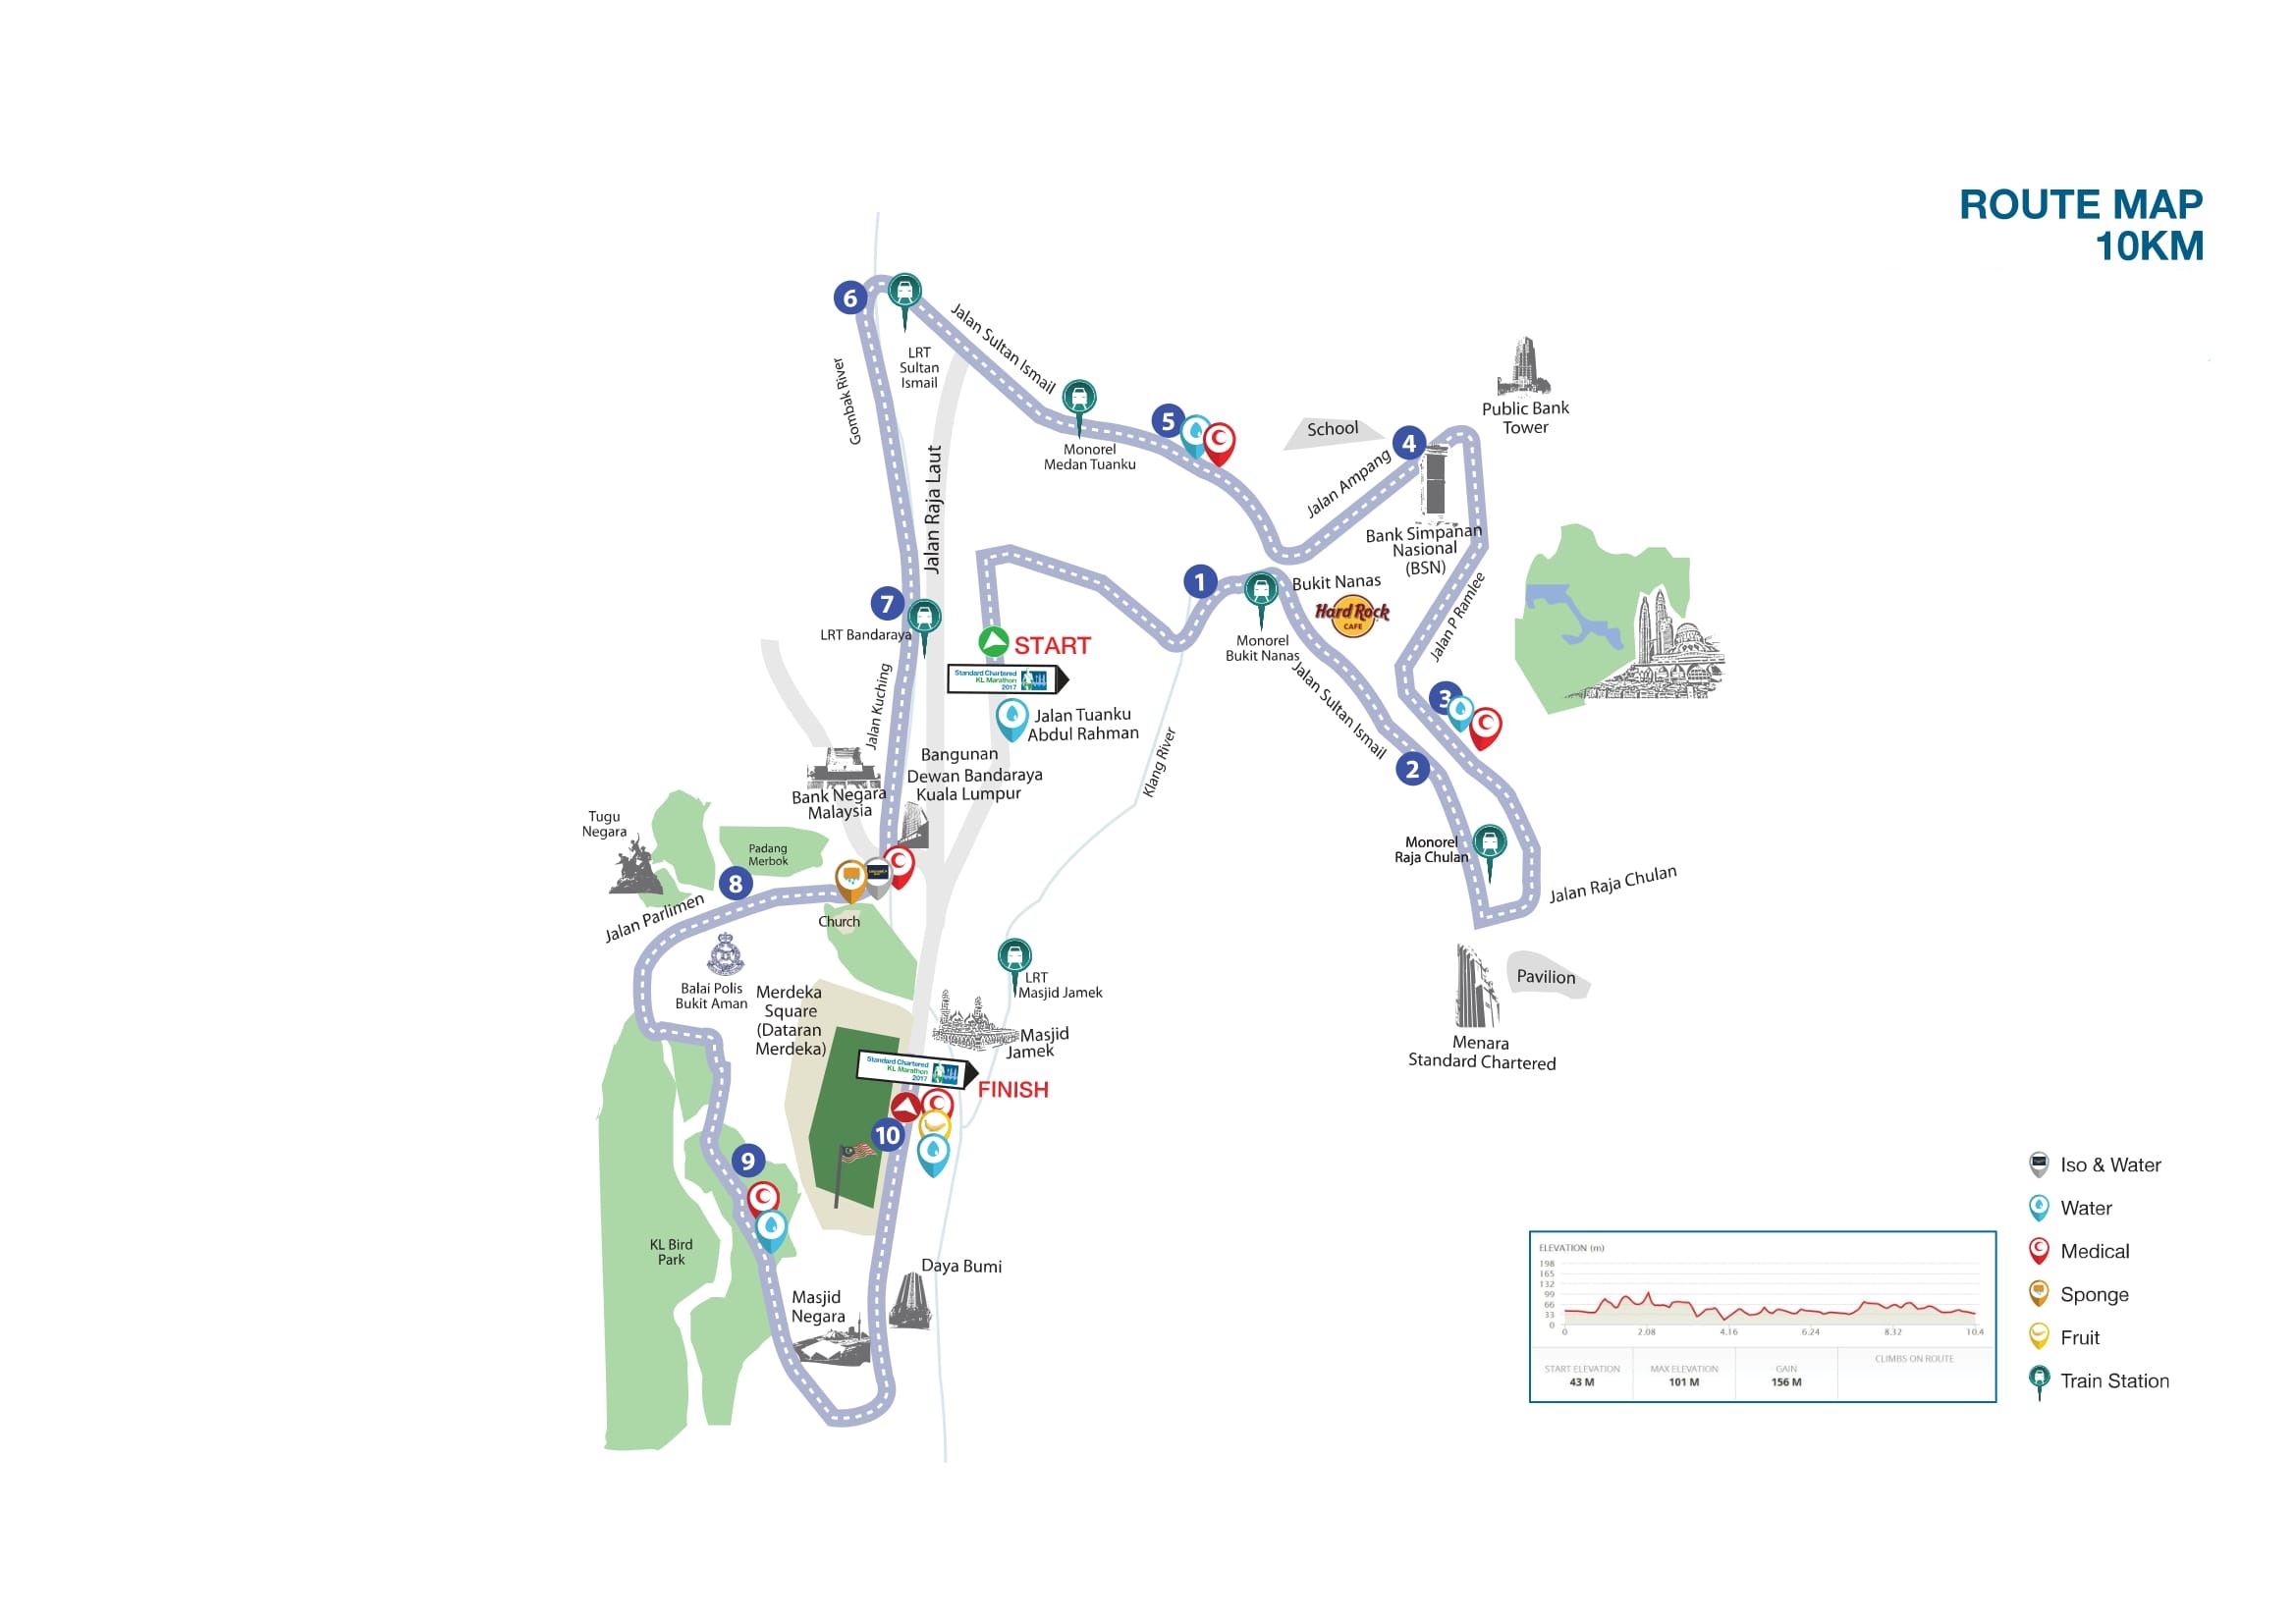 ROUTE MAP
10KM
6
LRT
Sultan
Ismail
Jalan Sultan Ismail
Gombak River
Monorel
Medan Tuanku
5
School
4
Jalan Ampang
Public Bank
Tower
Bank Simpanan
Nasional
(BSN)
Jalan Raja Laut
7
LRT Bandaraya
START
Standard Chartered
KL Marathon
2017
Jalan Tuanku
Abdul Rahman
1
Monorel
Bukit Nanas
Bukit Nanas
Hard Rock
CAFE
Jalan P Ramlee
Jalan Sultan Ismail
3
2
Klang River
Jalan Kuching
Bangunan
Dewan Bandaraya
Kuala Lumpur
Bank Negara
Malaysia
Monorel
Raja Chulan
Jalan Raja Chulan
Pavilion
Menara
Standard Chartered
Tugu
Negara
Padang
Merbok
8
Jalan Parlimen
Church
Balai Polis
Bukit Aman
Merdeka
Square
(Dataran
Merdeka)
LRT
Masjid Jamek
Masjid
Jamek
Standard Chartered
KL Marathon
2017
FINISH
10
9
KL Bird
Park
Masjid
Negara
Daya Bumi
ELEVATION (m)
198
165
132
99
66
33
0
0 2.08 4.16 6.24 8.32 10.4
START ELEVATION MAX ELEVATION GAIN CLIMBS ON ROUTE
43 M 101 M 156 M
Iso & Water
Water
Medical
Sponge
Fruit
Train Station